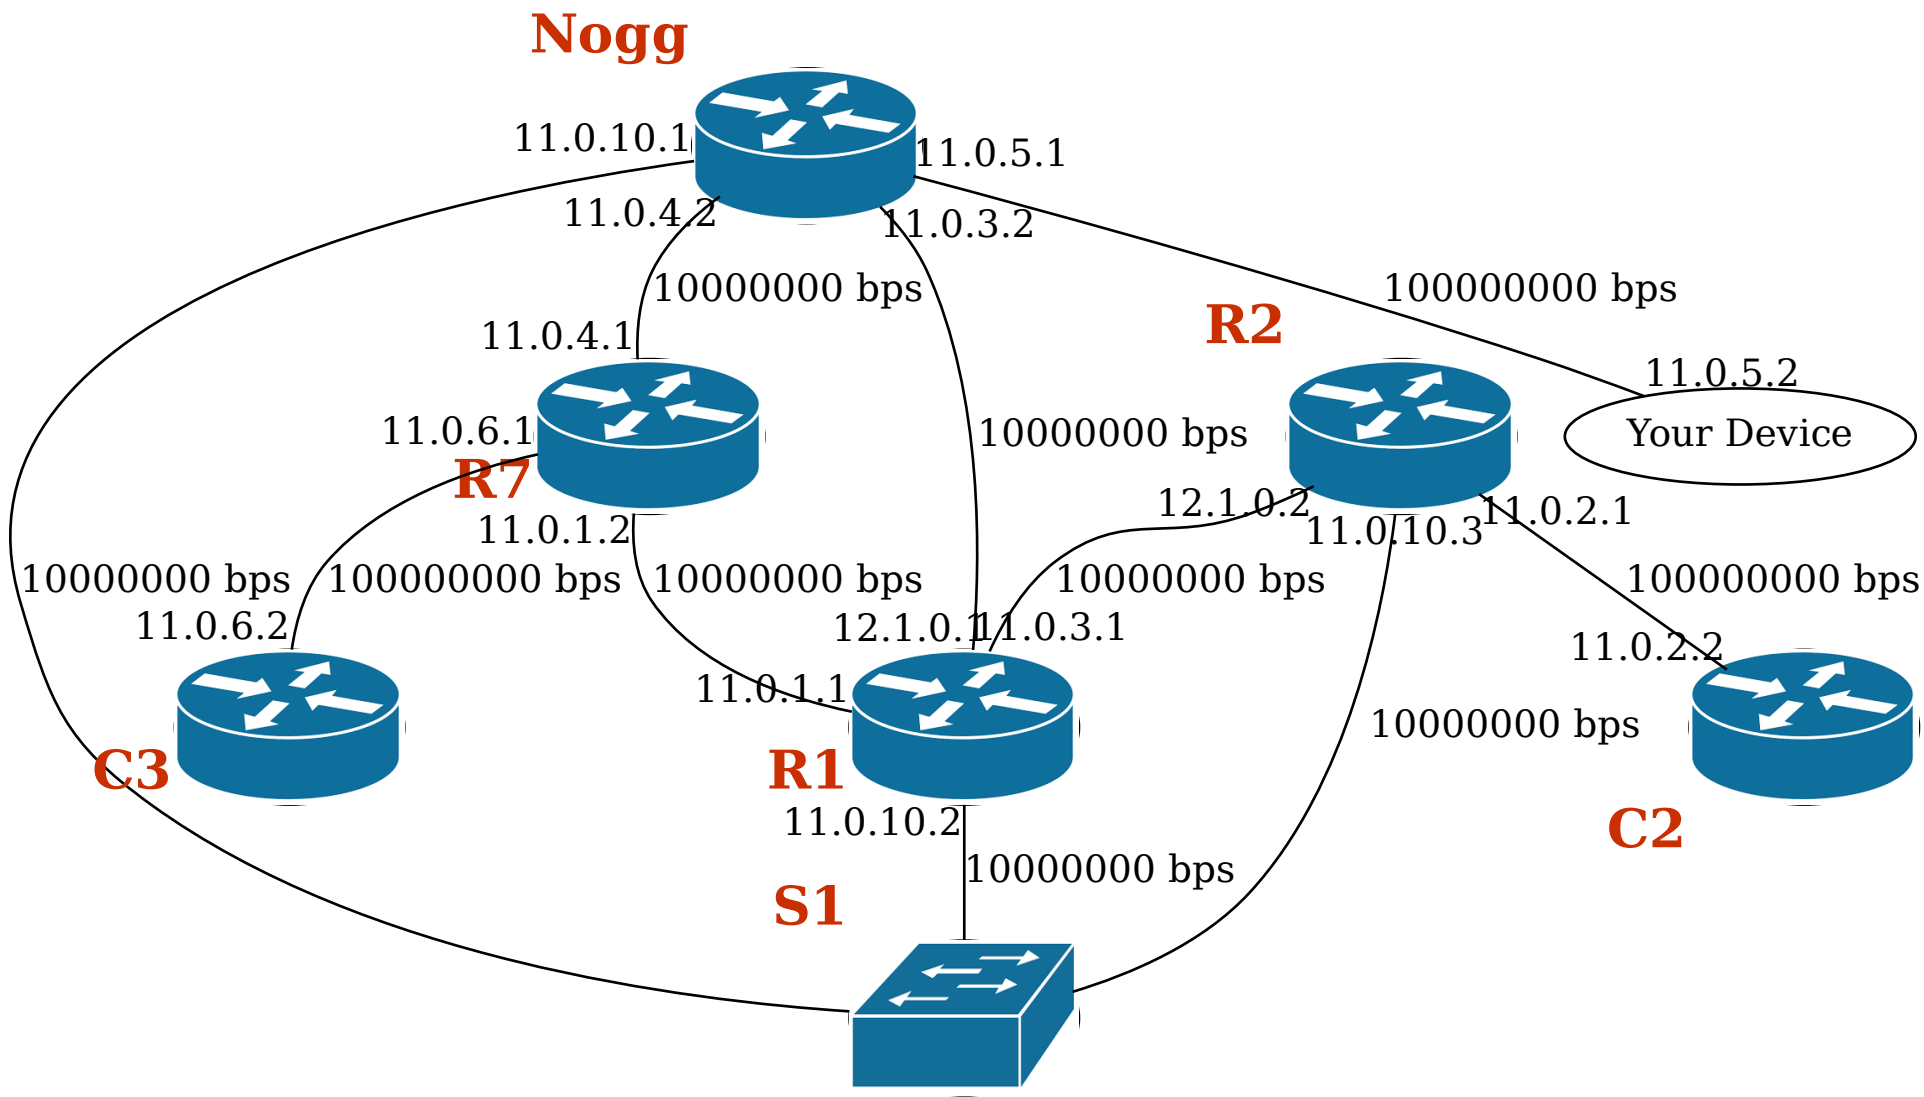 Nogg
11.0.10.1
11.0.5.1
11.0.4.2
11.0.3.2
10000000 bps
100000000 bps
R2
11.0.4.1
11.0.5.2
11.0.6.1
10000000 bps
Your Device
R7
12.1.0.2
11.0.2.1
11.0.1.2
11.0.10.3
10000000 bps
100000000 bps
10000000 bps
10000000 bps
100000000 bps
11.0.6.2
12.1.0.1
11.0.3.1
11.0.2.2
11.0.1.1
10000000 bps
C3
R1
11.0.10.2
C2
10000000 bps
S1